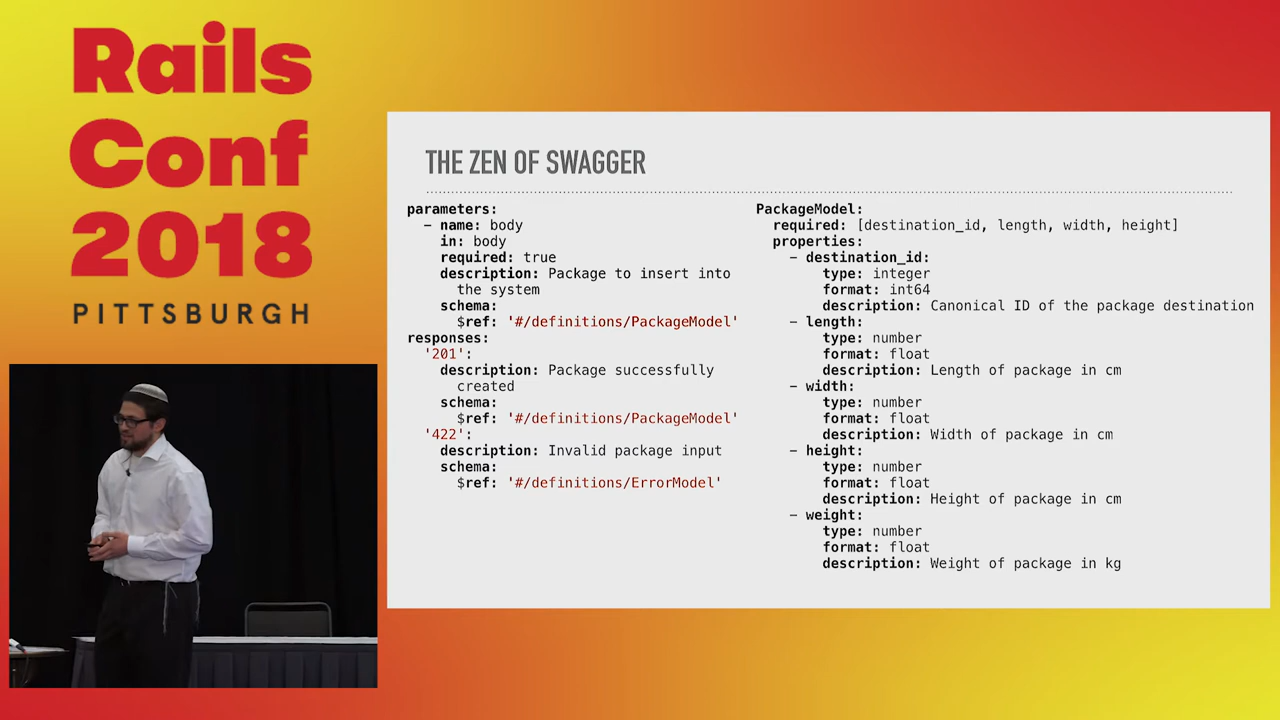 Rails
Conf
2018
PITTSBURGH
THE ZEN OF SWAGGER
parameters:
- name: body
in: body
required: true
description: Package to insert into
the system
schema:
$ref: '#/definitions/PackageModel'
responses:
'201':
description: Package successfully
created
schema:
$ref: '#/definitions/PackageModel'
'422':
description: Invalid package input
schema:
$ref: '#/definitions/ErrorModel'
PackageModel:
required: [destination_id, length, width, height]
properties:
- destination_id:
type: integer
format: int64
description: Canonical ID of the package destination
- length:
type: number
format: float
description: Length of package in cm
- width:
type: number
format: float
description: Width of package in cm
- height:
type: number
format: float
description: Height of package in cm
- weight:
type: number
format: float
description: Weight of package in kg